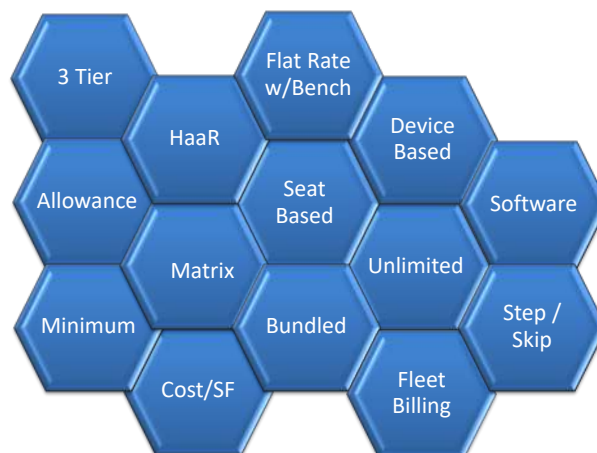 3 Tier
Flat Rate
w/Bench
HaaR
Device
Based
Allowance
Seat
Based
Software
Matrix
Unlimited
Minimum
Bundled
Step /
Skip
Cost/SF
Fleet
Billing